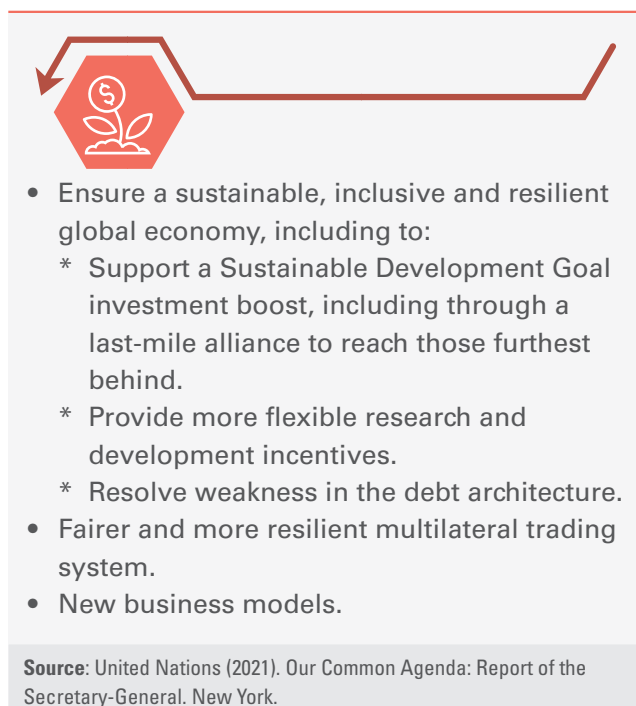 $
• Ensure a sustainable, inclusive and resilient
global economy, including to:
* Support a Sustainable Development Goal
investment boost, including through a
last-mile alliance to reach those furthest
behind.
* Provide more flexible research and
development incentives.
* Resolve weakness in the debt architecture.
• Fairer and more resilient multilateral trading
system.
• New business models.
Source: United Nations (2021). Our Common Agenda: Report of the
Secretary-General. New York.